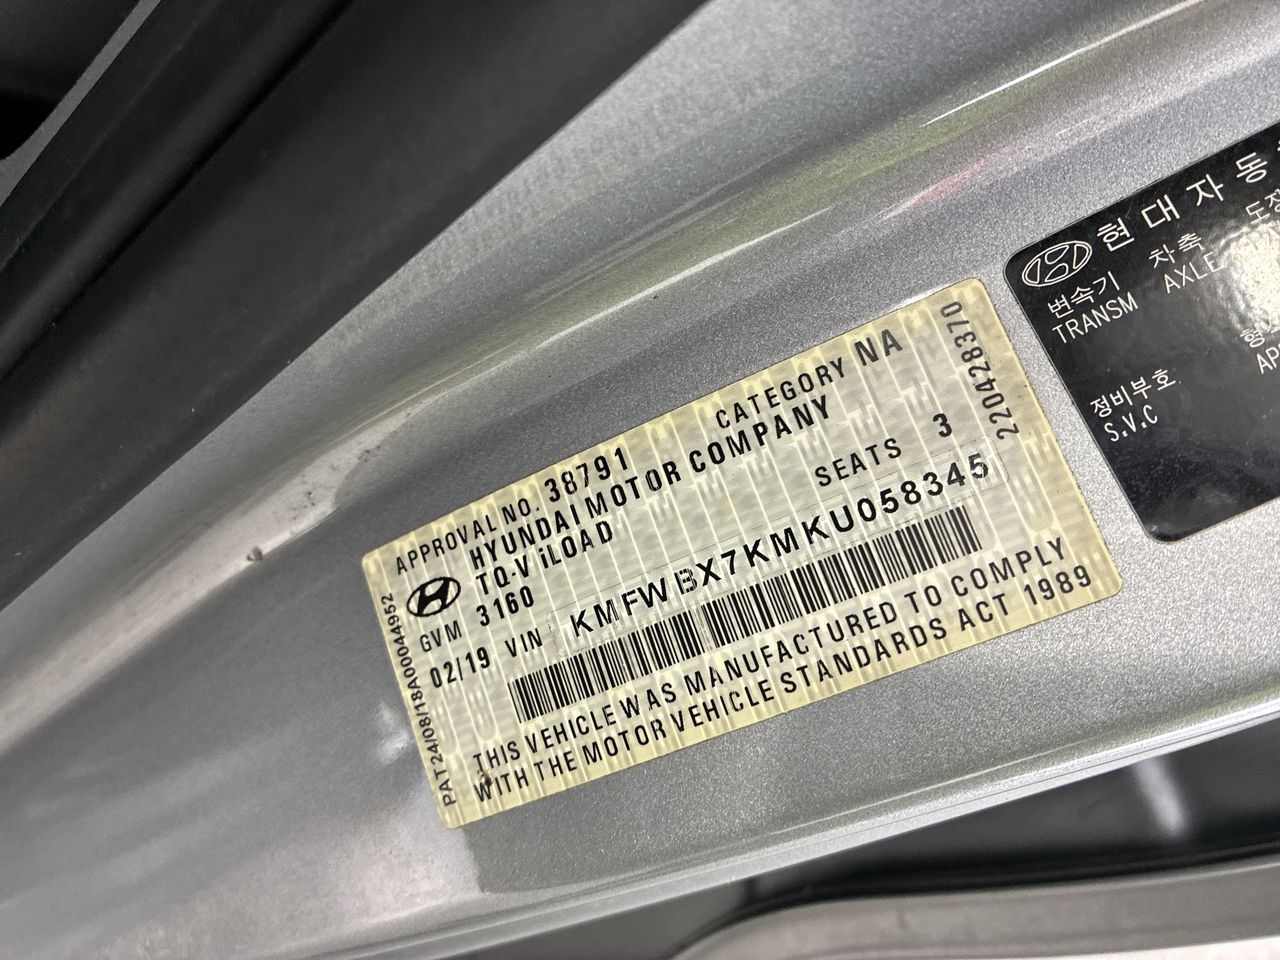 APPROVAL NO. 38791 CATEGORY NA
HYUNDAI MOTOR COMPANY
TQ-V iLOAD SEATS 3
GVM 3160
02/19 VIN KMFWBX7KMKU058345
THIS VEHICLE WAS MANUFACTURED TO COMPLY
WITH THE MOTOR VEHICLE STANDARDS ACT 1989
PAT24/08/18A00044952
220428370
현대자동
변속기 차축
TRANSM AXLE
정비부호
S.V.C